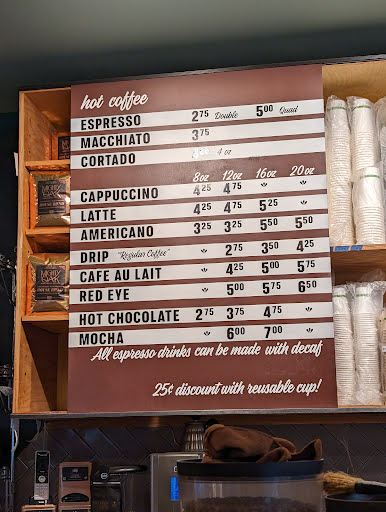 hot coffee
ESPRESSO 2⁷⁵ Double 5⁰⁰ Quad
MACCHIATO 3⁷⁵
CORTADO 4 oz
8oz 12oz 16oz 20oz
CAPPUCCINO 4²⁵ 4⁷⁵
LATTE 4²⁵ 4⁷⁵ 5²⁵
AMERICANO 3²⁵ 3²⁵ 5⁵⁰ 5⁵⁰
DRIP "Regular Coffee" 2⁷⁵ 3⁵⁰ 4²⁵
CAFE AU LAIT 4²⁵ 5⁰⁰ 5⁷⁵
RED EYE 5⁰⁰ 5⁷⁵ 6⁵⁰
HOT CHOCOLATE 2⁷⁵ 3⁷⁵ 4⁷⁵
MOCHA 6⁰⁰ 7⁰⁰
All espresso drinks can be made with decaf
25¢ discount with reusable cup!